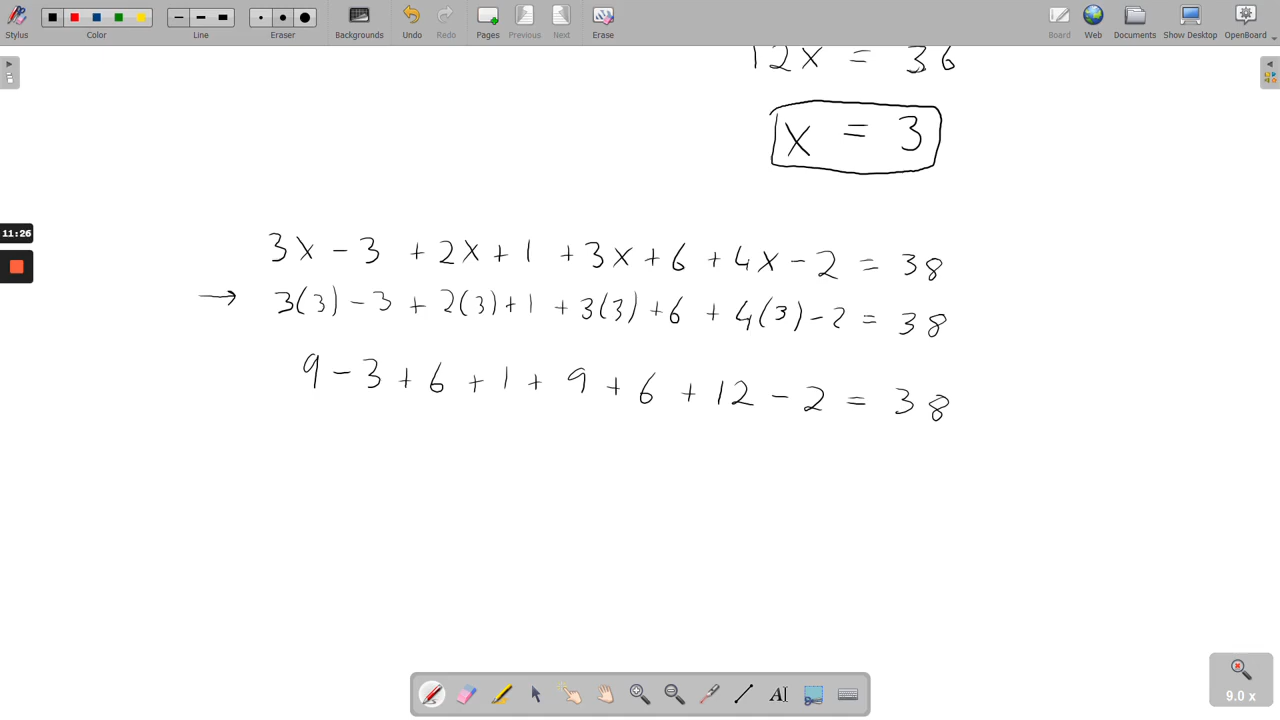 Stylus Color Line Eraser Backgrounds Undo Redo Pages Previous Next Erase Board Web Documents Show Desktop OpenBoard
12x = 36
x = 3
11:26
3x - 3 + 2x + 1 + 3x + 6 + 4x - 2 = 38
→ 3(3) - 3 + 2(3) + 1 + 3(3) + 6 + 4(3) - 2 = 38
9 - 3 + 6 + 1 + 9 + 6 + 12 - 2 = 38
9.0 x